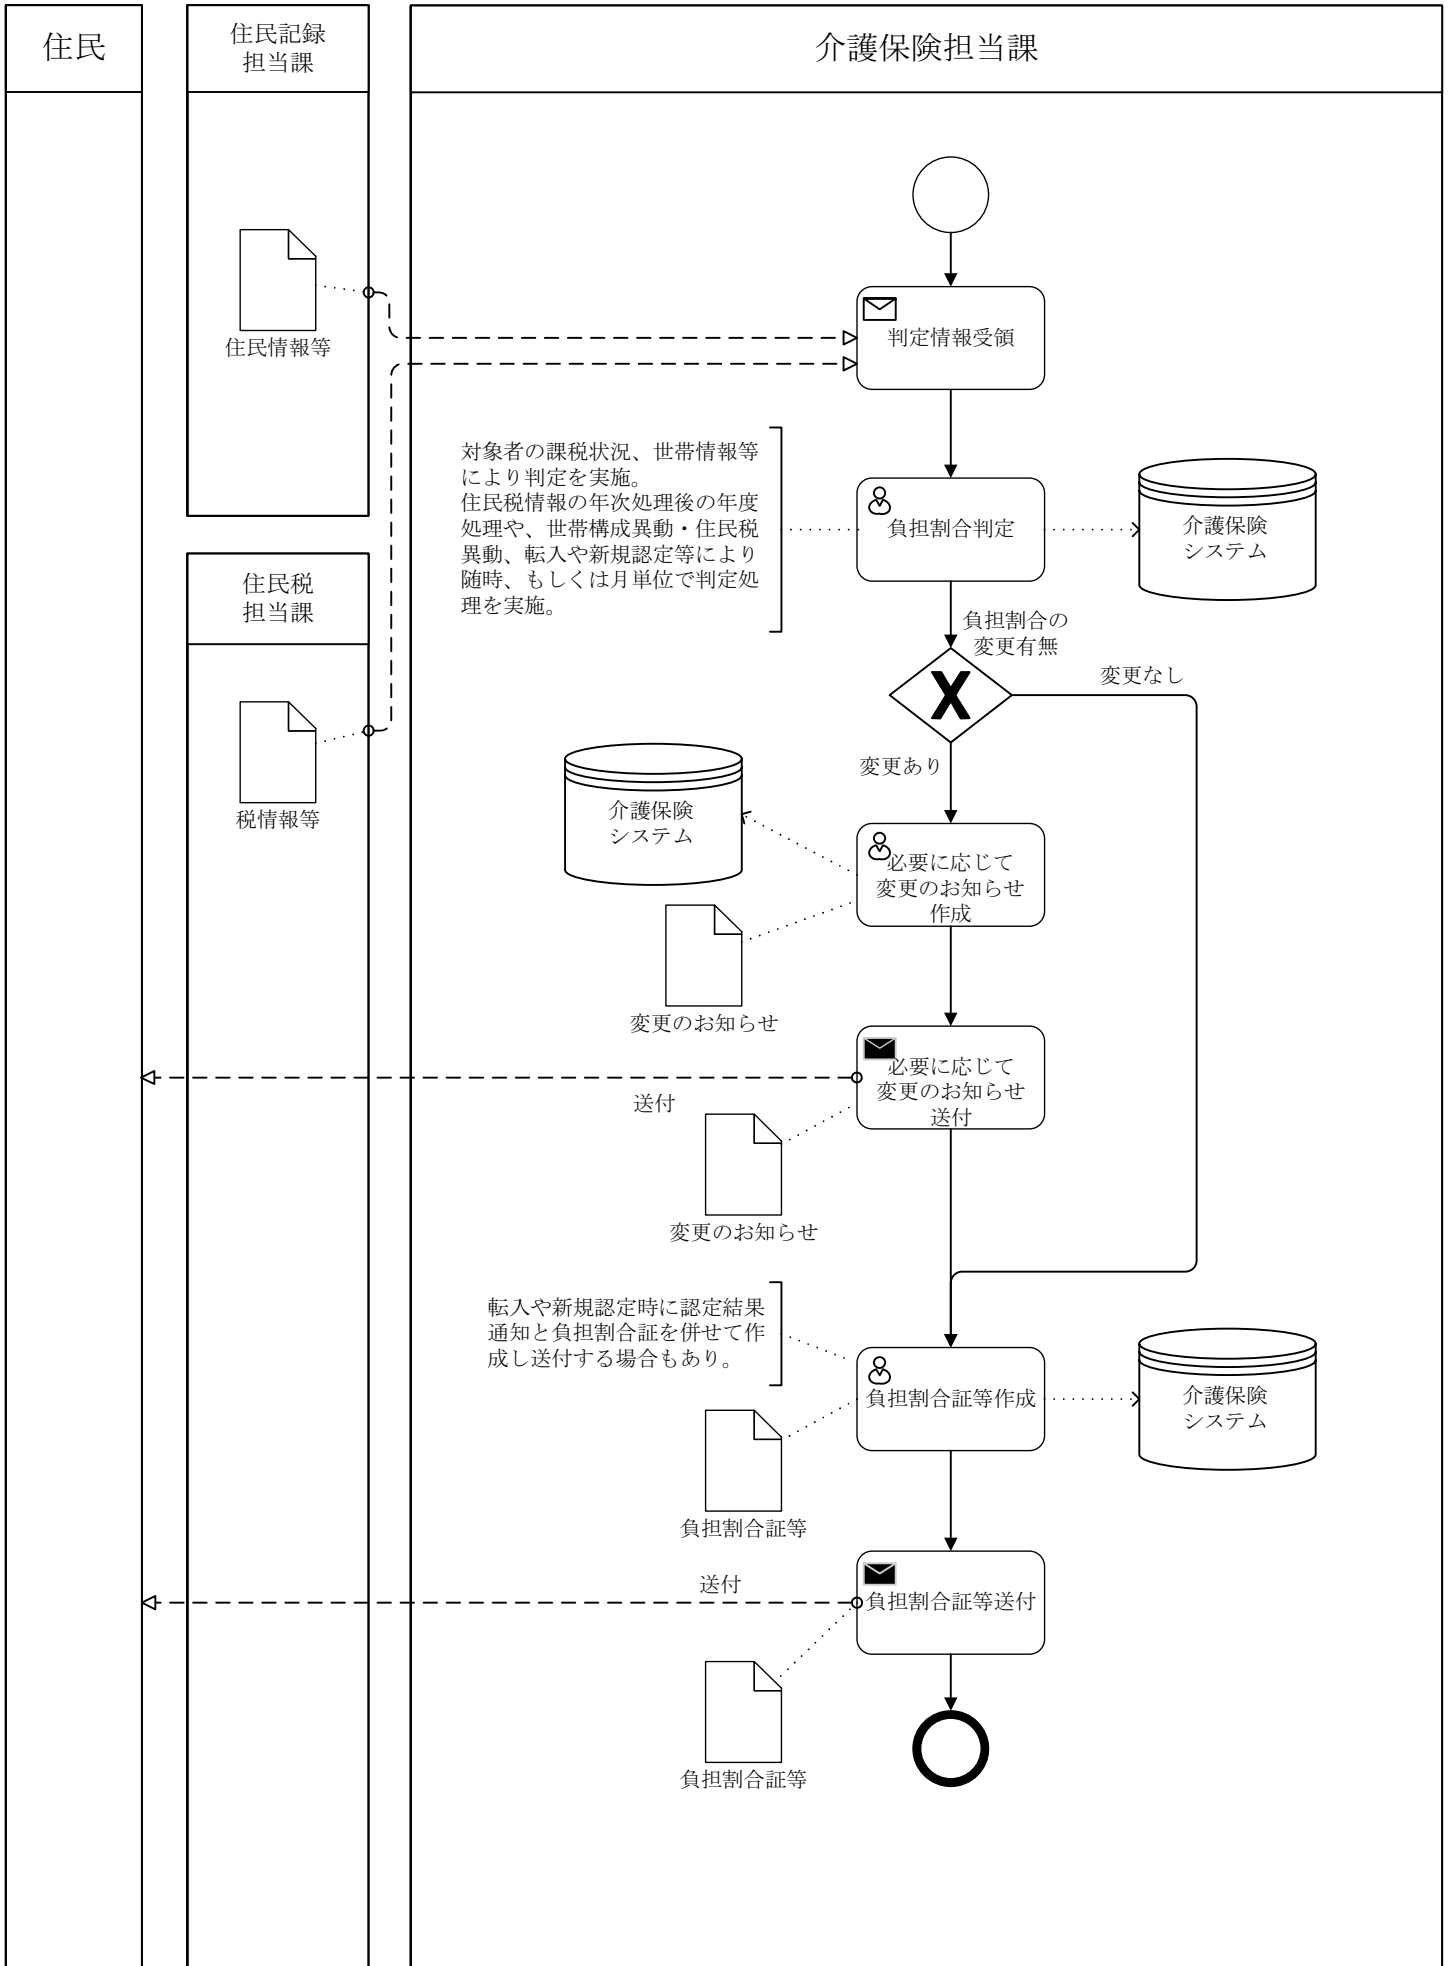 住民
住民記録
担当課
介護保険担当課
住民情報等
判定情報受領
対象者の課税状況、世帯情報等
により判定を実施。
住民税情報の年次処理後の年度
処理や、世帯構成異動・住民税
異動、転入や新規認定等により
随時、もしくは月単位で判定処
理を実施。
負担割合判定
介護保険
システム
住民税
担当課
負担割合の
変更有無
変更なし
税情報等
変更あり
介護保険
システム
必要に応じて
変更のお知らせ
作成
変更のお知らせ
必要に応じて
変更のお知らせ
送付
送付
変更のお知らせ
転入や新規認定時に認定結果
通知と負担割合証を併せて作
成し送付する場合もあり。
負担割合証等作成
介護保険
システム
負担割合証等
送付
負担割合証等送付
負担割合証等